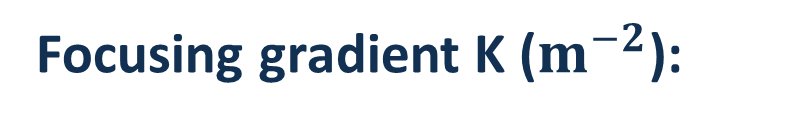 Focusing gradient K (m⁻²):